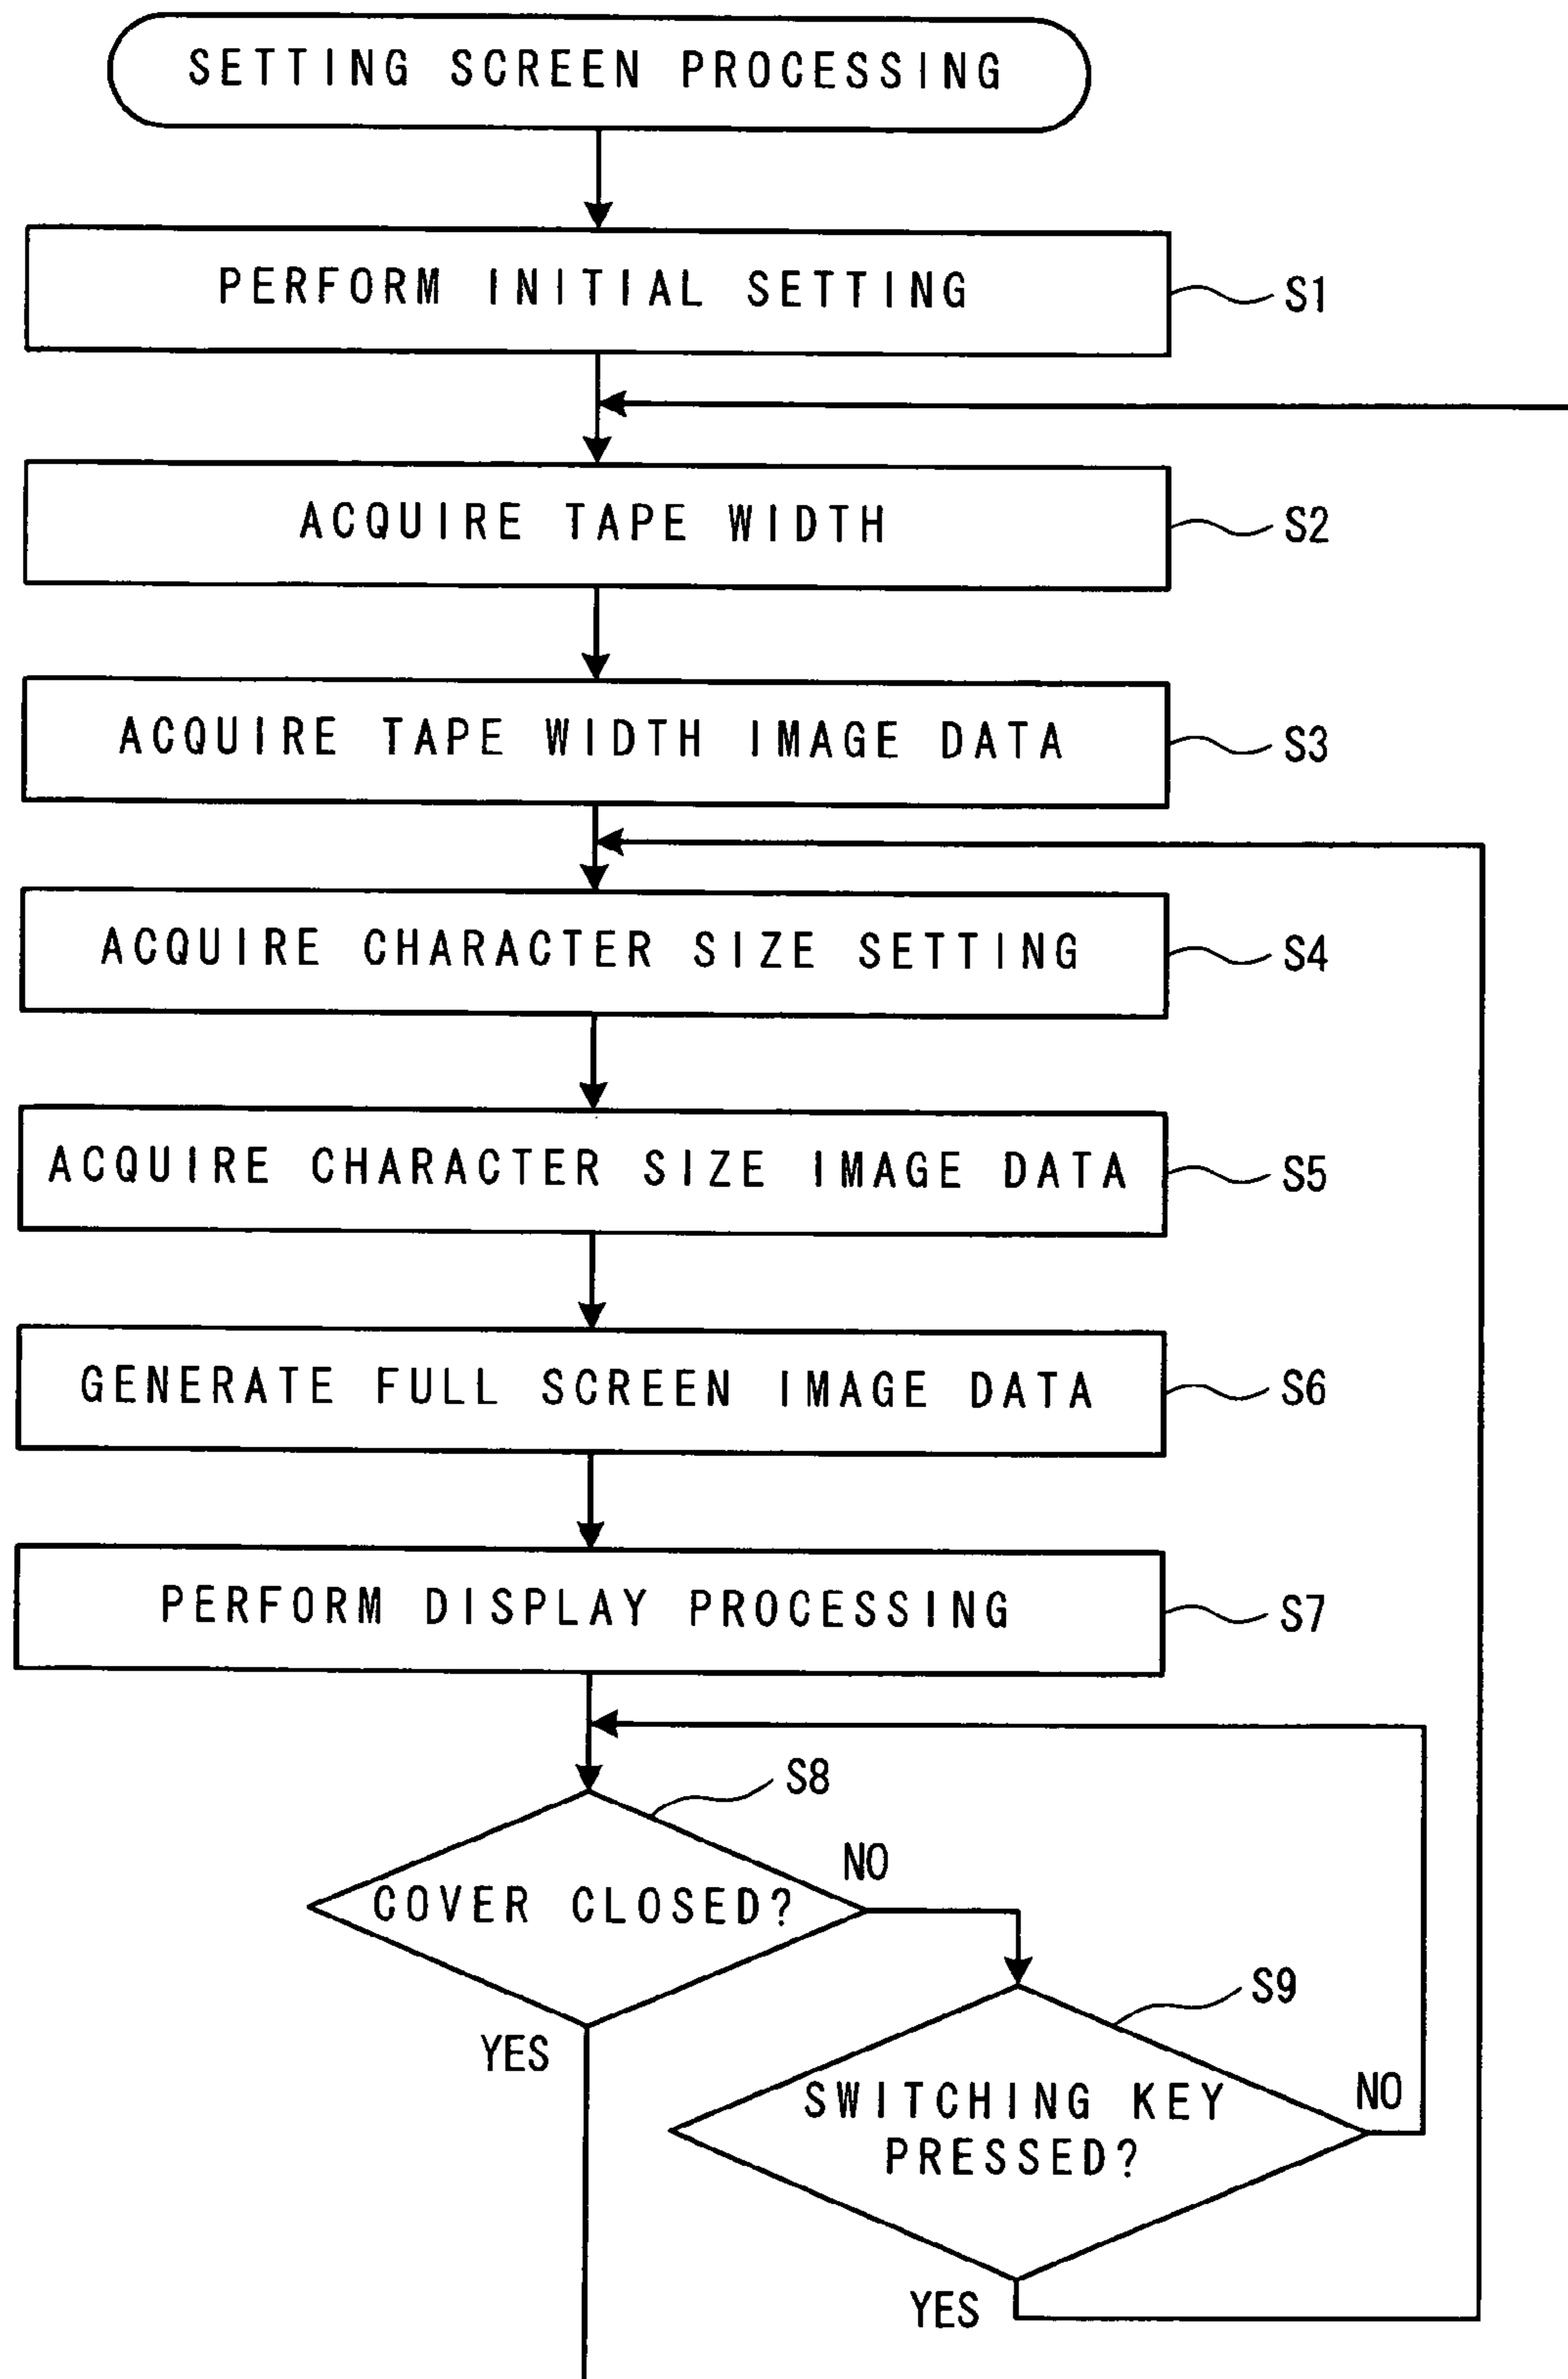 SETTING SCREEN PROCESSING
PERFORM INITIAL SETTING
S1
ACQUIRE TAPE WIDTH
S2
ACQUIRE TAPE WIDTH IMAGE DATA
S3
ACQUIRE CHARACTER SIZE SETTING
S4
ACQUIRE CHARACTER SIZE IMAGE DATA
S5
GENERATE FULL SCREEN IMAGE DATA
S6
PERFORM DISPLAY PROCESSING
S7
S8
COVER CLOSED?
NO
YES
S9
SWITCHING KEY
PRESSED?
NO
YES